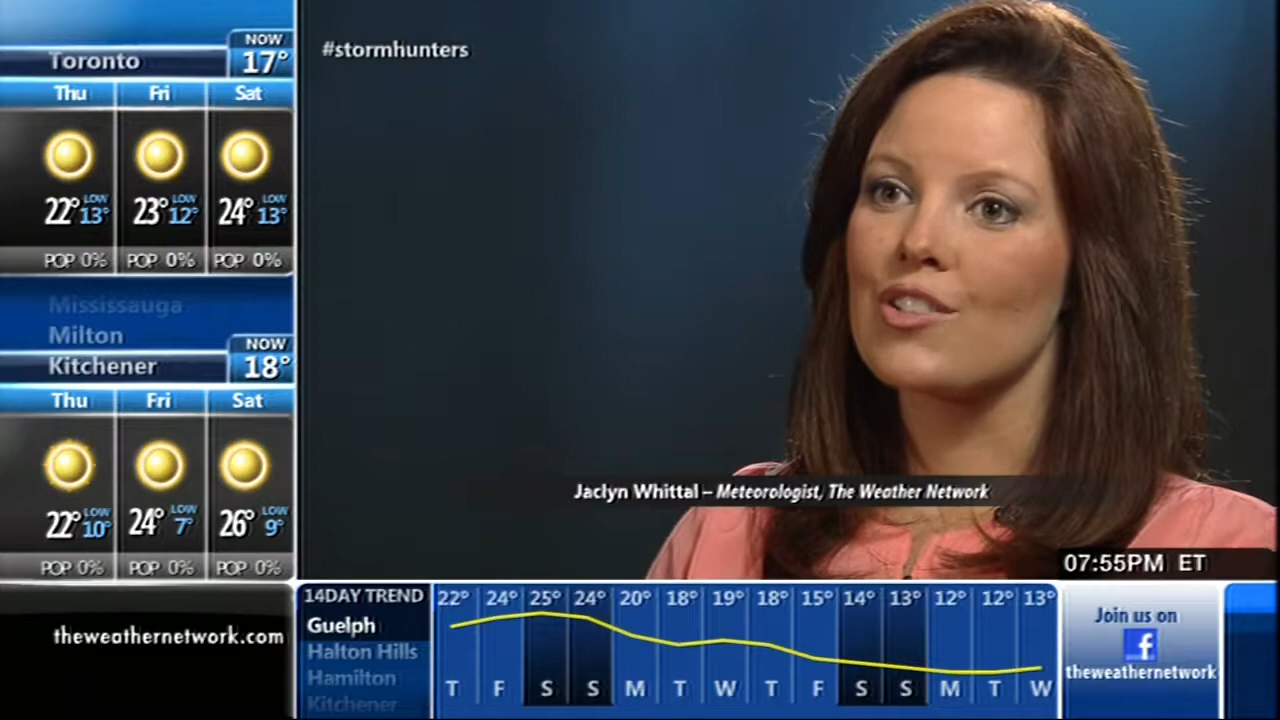 NOW
Toronto 17°
Thu Fri Sat
22° LOW 13° 23° LOW 12° 24° LOW 13°
POP 0% POP 0% POP 0%
Mississauga
Milton
NOW
Kitchener 18°
Thu Fri Sat
22° LOW 10° 24° LOW 7° 26° LOW 9°
POP 0% POP 0% POP 0%
theweathernetwork.com
#stormhunters
Jaclyn Whittal – Meteorologist, The Weather Network
07:55PM ET
14DAY TREND
Guelph
Halton Hills
Hamilton
Kitchener
22° 24° 25° 24° 20° 18° 19° 18° 15° 14° 13° 12° 12° 13°
T F S S M T W T F S S M T W
Join us on
f
theweathernetwork